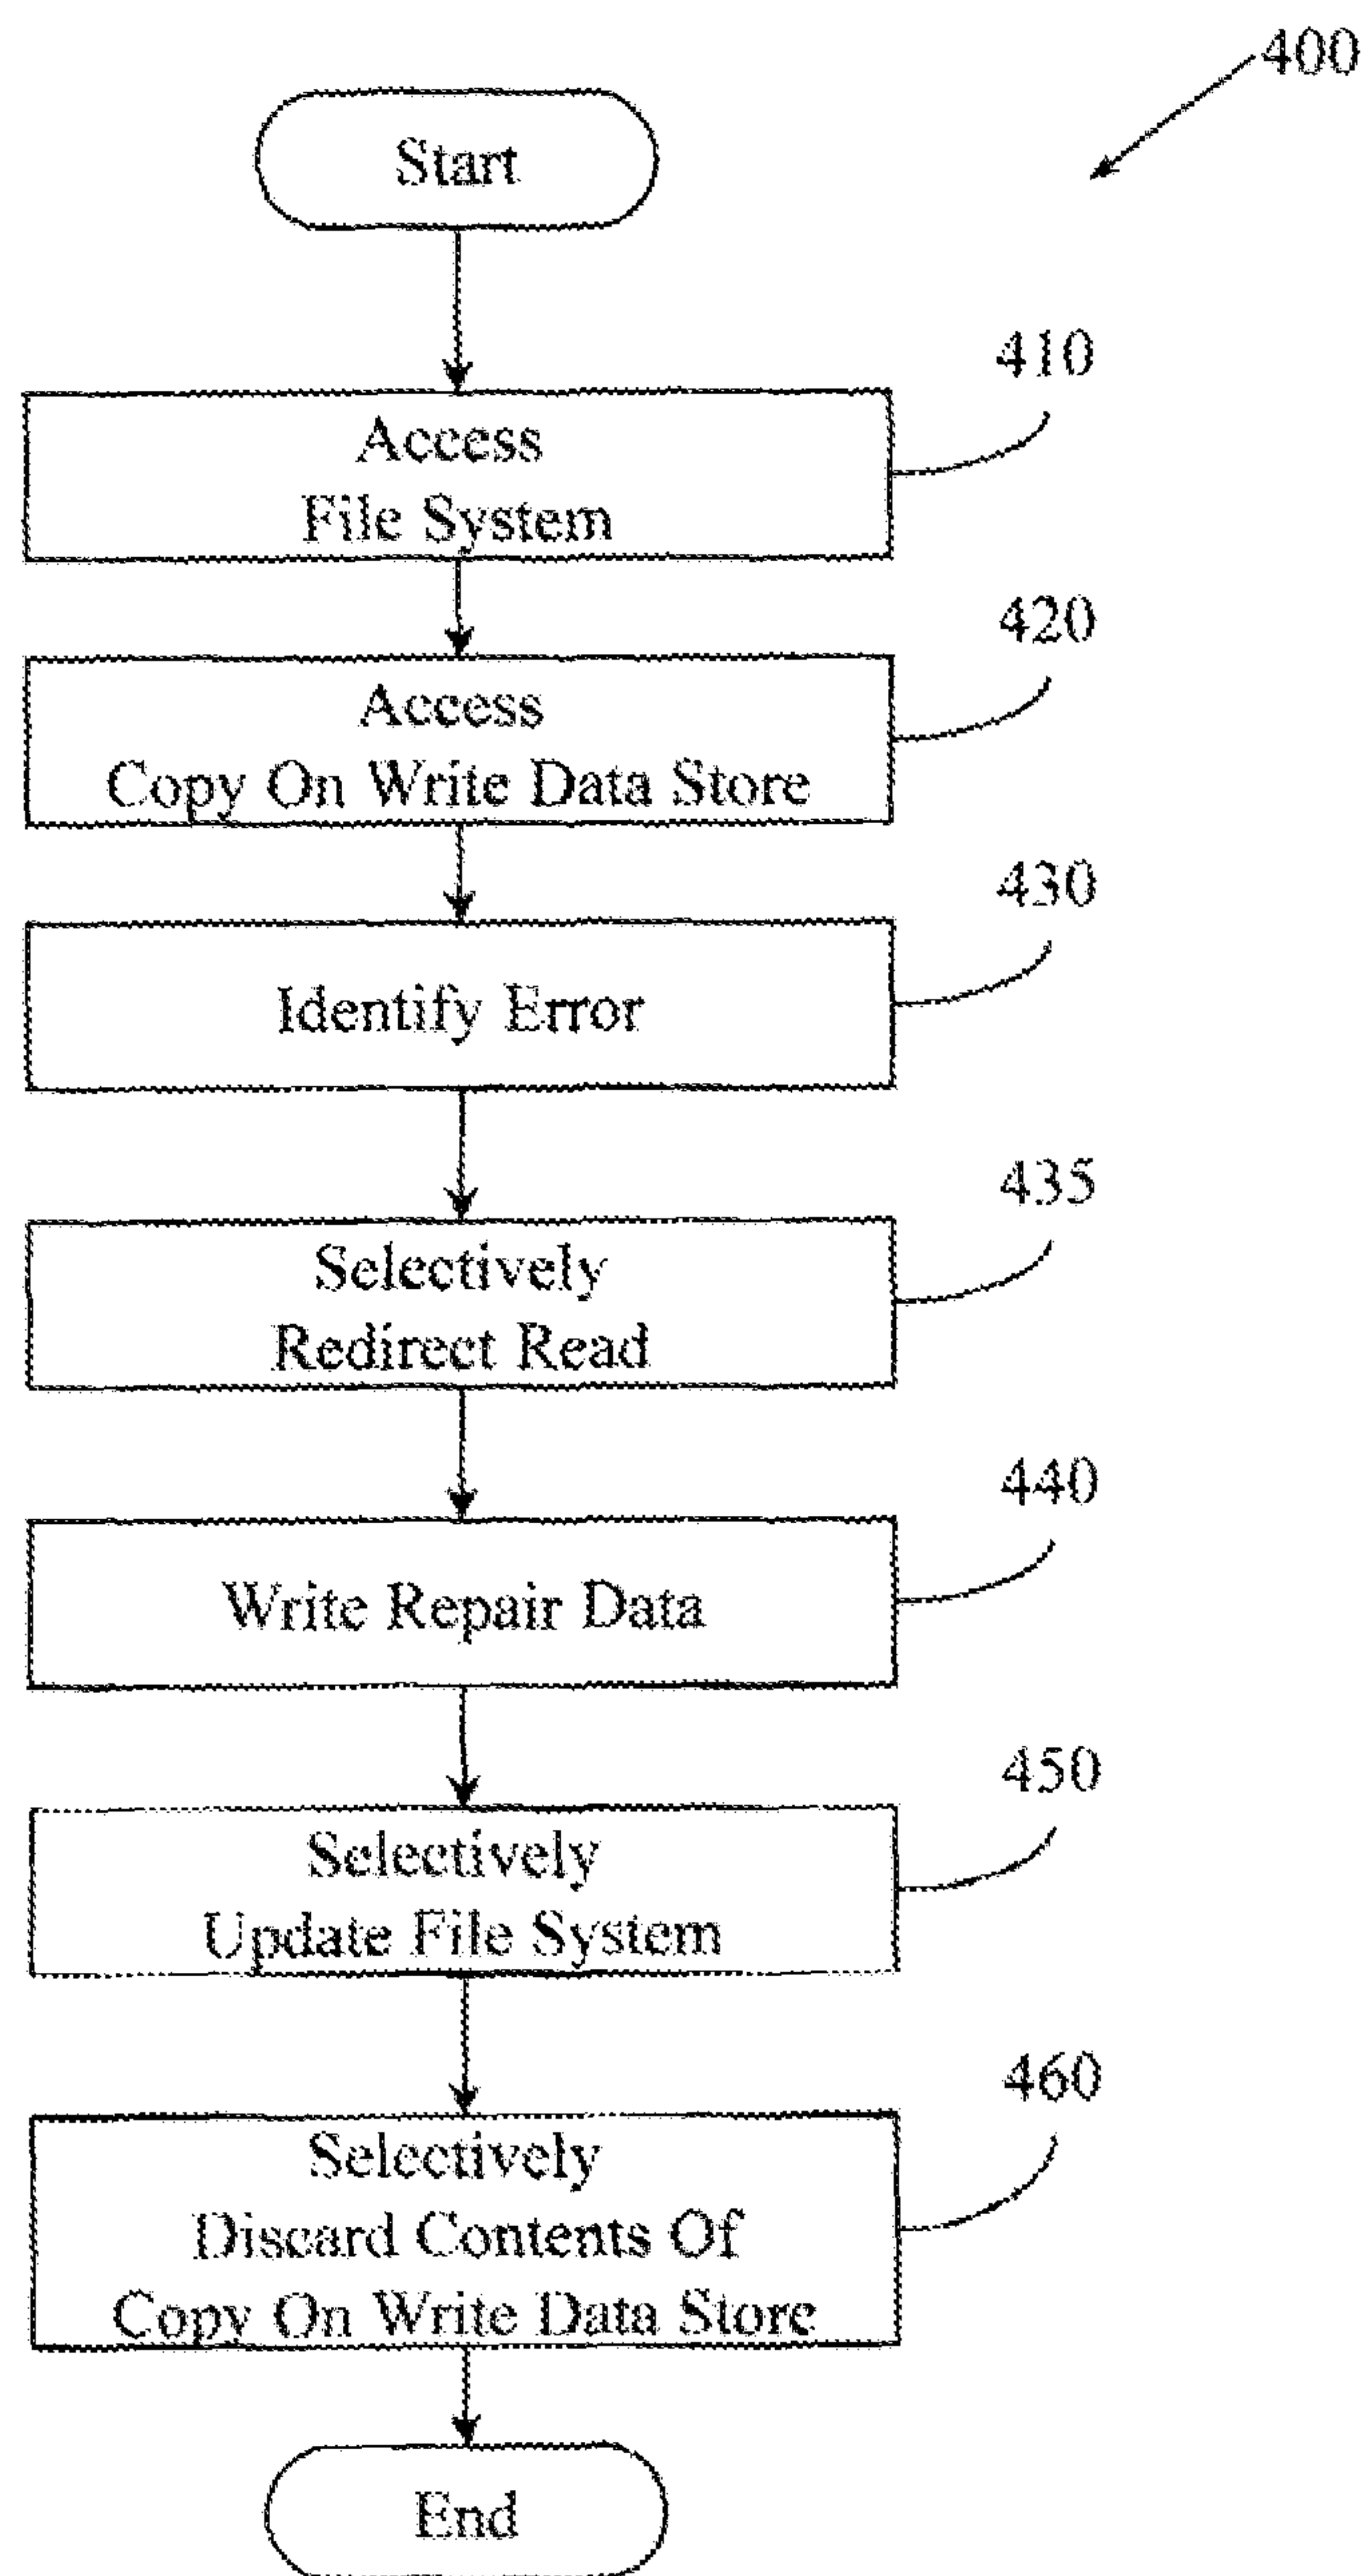 400
Start
410
Access
File System
420
Access
Copy On Write Data Store
430
Identify Error
435
Selectively
Redirect Read
440
Write Repair Data
450
Selectively
Update File System
460
Selectively
Discard Contents Of
Copy On Write Data Store
End